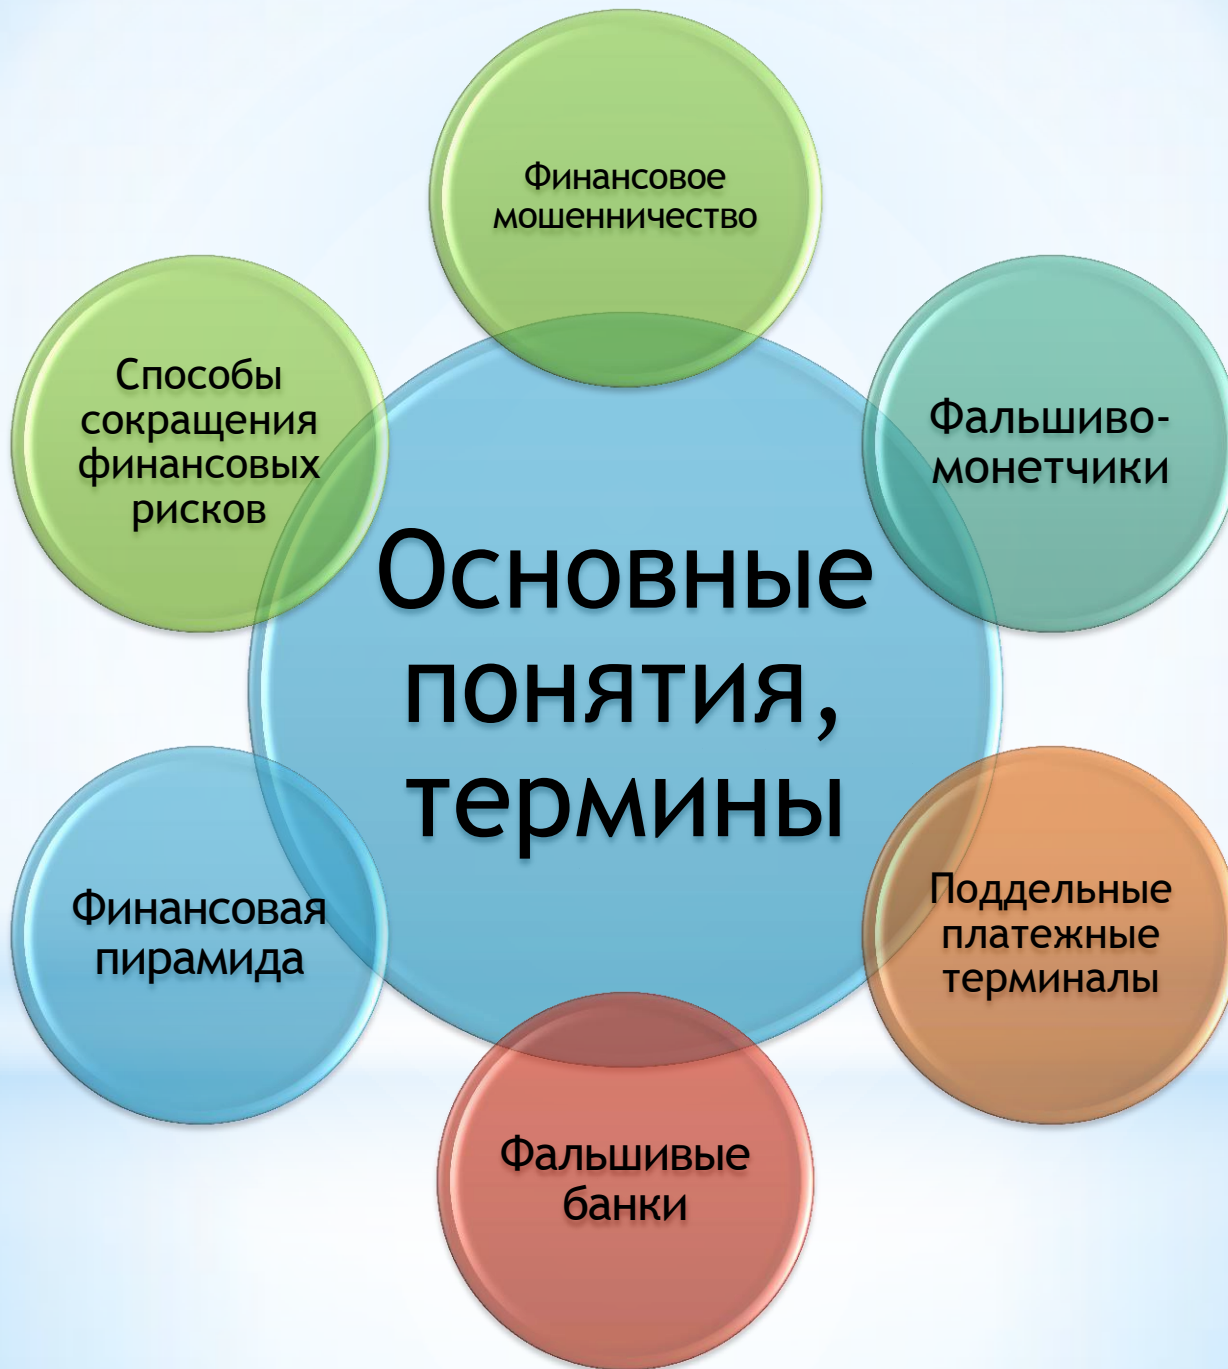 Финансовое
мошенничество
Фальшиво-
монетчики
Способы
сокращения
финансовых
рисков
Основные
понятия,
термины
Поддельные
платежные
терминалы
Финансовая
пирамида
Фальшивые
банки